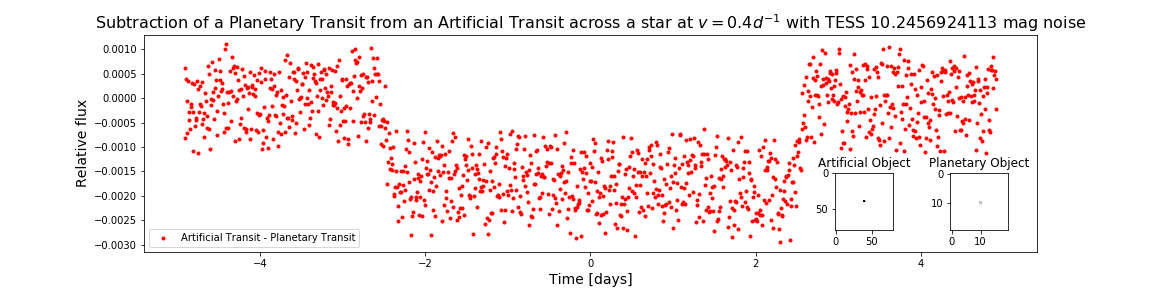 Subtraction of a Planetary Transit from an Artificial Transit across a star at v = 0.4d⁻¹ with TESS 10.2456924113 mag noise
Relative flux
0.0010
0.0005
0.0000
−0.0005
−0.0010
−0.0015
−0.0020
−0.0025
−0.0030
Artificial Transit - Planetary Transit
Artificial Object
0
50
0 50
Planetary Object
0
10
0 10
−4 −2 0 2 4
Time [days]